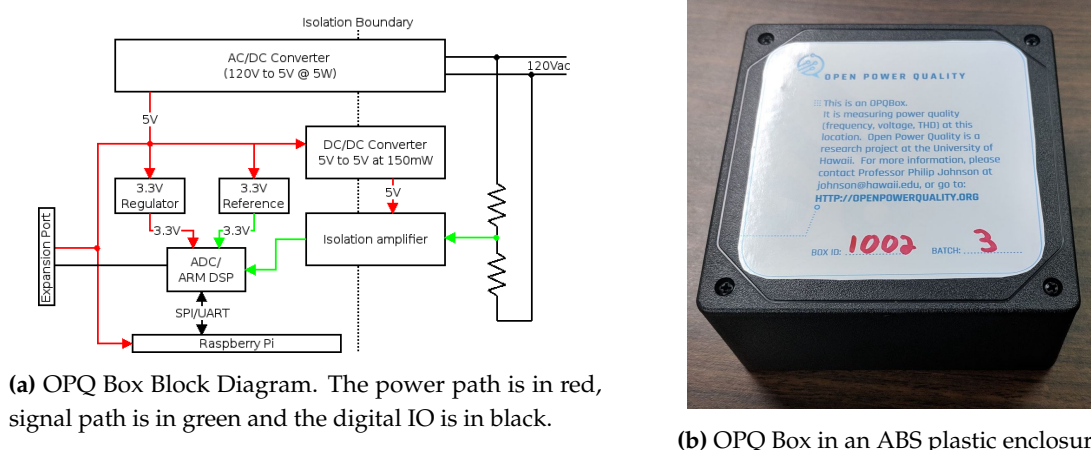 Isolation Boundary
AC/DC Converter
(120V to 5V @ 5W)
120Vac
5V
DC/DC Converter
5V to 5V at 150mW
3.3V
Regulator
3.3V
Reference
5V
3.3V
3.3V
Isolation amplifier
Expansion Port
ADC/
ARM DSP
SPI/UART
Raspberry Pi
(a) OPQ Box Block Diagram. The power path is in red,
signal path is in green and the digital IO is in black.
OPEN POWER QUALITY
This is an OPQBox.
It is measuring power quality
(frequency, voltage, THD) at this
location. Open Power Quality is a
research project at the University of
Hawaii. For more information, please
contact Professor Philip Johnson at
johnson@hawaii.edu, or go to:
HTTP://OPENPOWERQUALITY.ORG
BOX ID: 1002 BATCH: 3
(b) OPQ Box in an ABS plastic enclosur